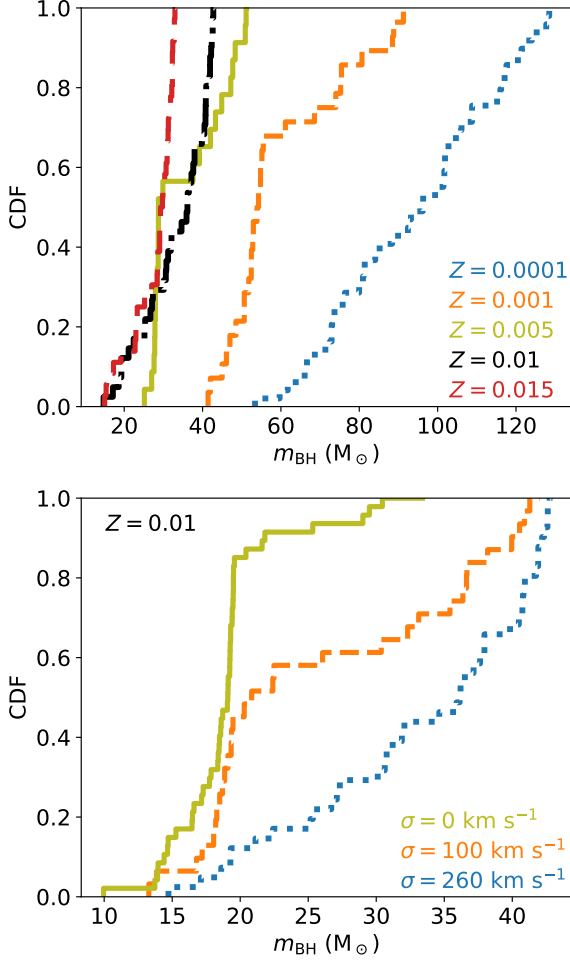 1.0
0.8
0.6
0.4
0.2
0.0
CDF
Z = 0.0001
Z = 0.001
Z = 0.005
Z = 0.01
Z = 0.015
20 40 60 80 100 120
m_BH (M_⊙)
1.0
0.8
0.6
0.4
0.2
0.0
CDF
Z = 0.01
σ = 0 km s⁻¹
σ = 100 km s⁻¹
σ = 260 km s⁻¹
10 15 20 25 30 35 40
m_BH (M_⊙)